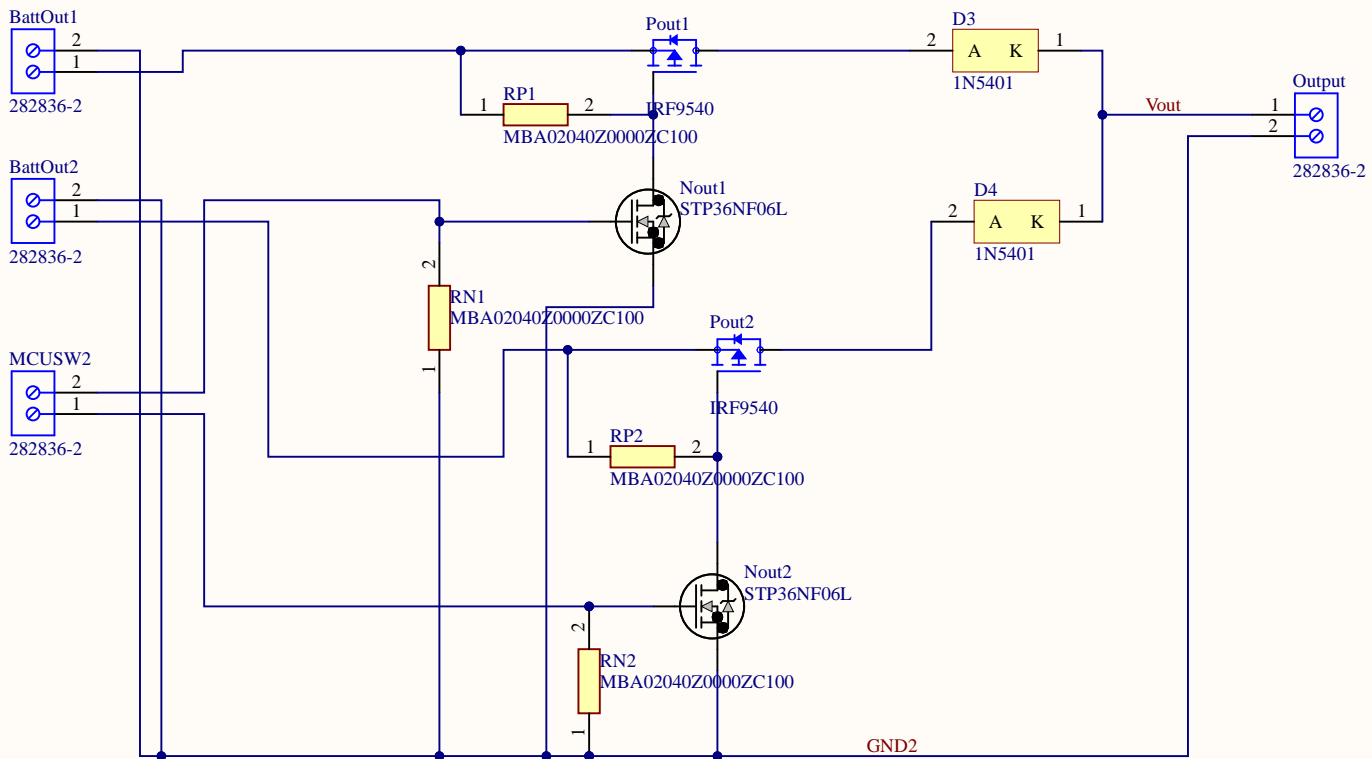 BattOut1
2
1
282836-2
Pout1
IRF9540
RP1
1
2
MBA02040Z0000ZC100
D3
2
A
K
1
1N5401
Output
Vout
1
2
282836-2
BattOut2
2
1
282836-2
Nout1
STP36NF06L
D4
2
A
K
1
1N5401
2
RN1
MBA02040Z0000ZC100
1
Pout2
IRF9540
MCUSW2
2
1
282836-2
RP2
1
2
MBA02040Z0000ZC100
Nout2
STP36NF06L
2
RN2
MBA02040Z0000ZC100
1
GND2